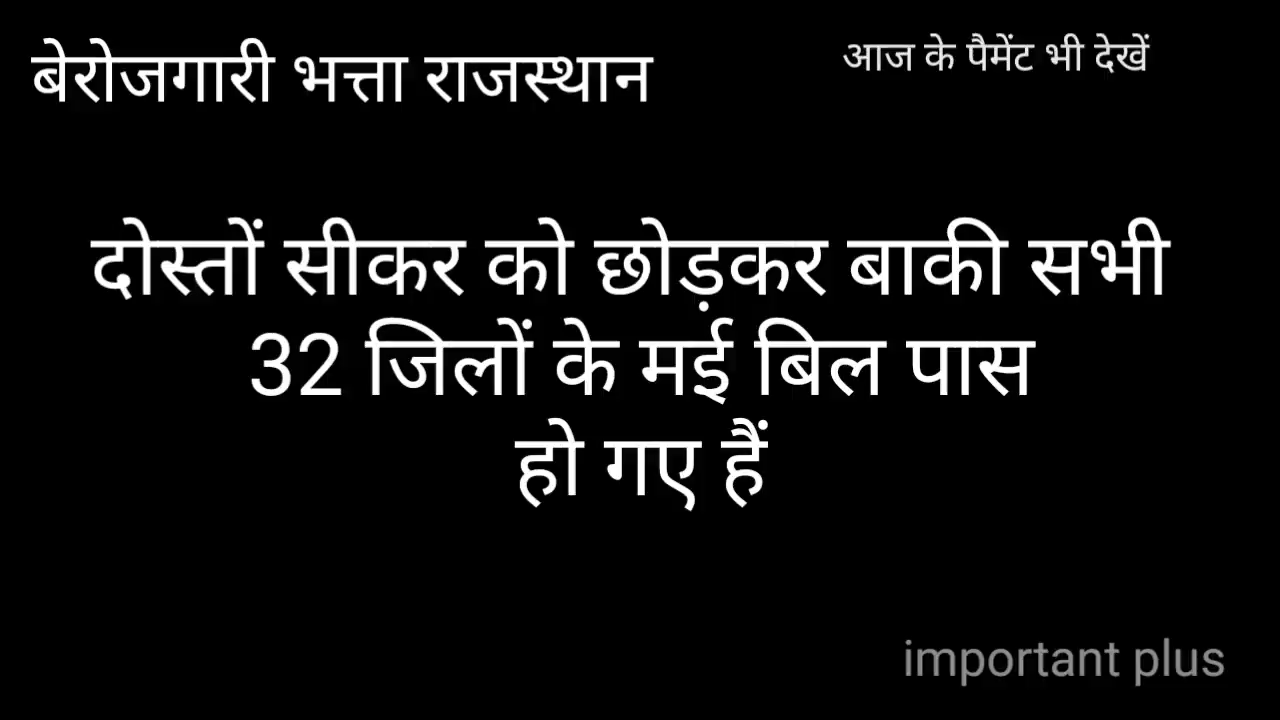 बेरोजगारी भत्ता राजस्थान
आज के पैमेंट भी देखें
दोस्तों सीकर को छोड़कर बाकी सभी
32 जिलों के मई बिल पास
हो गए हैं
important plus